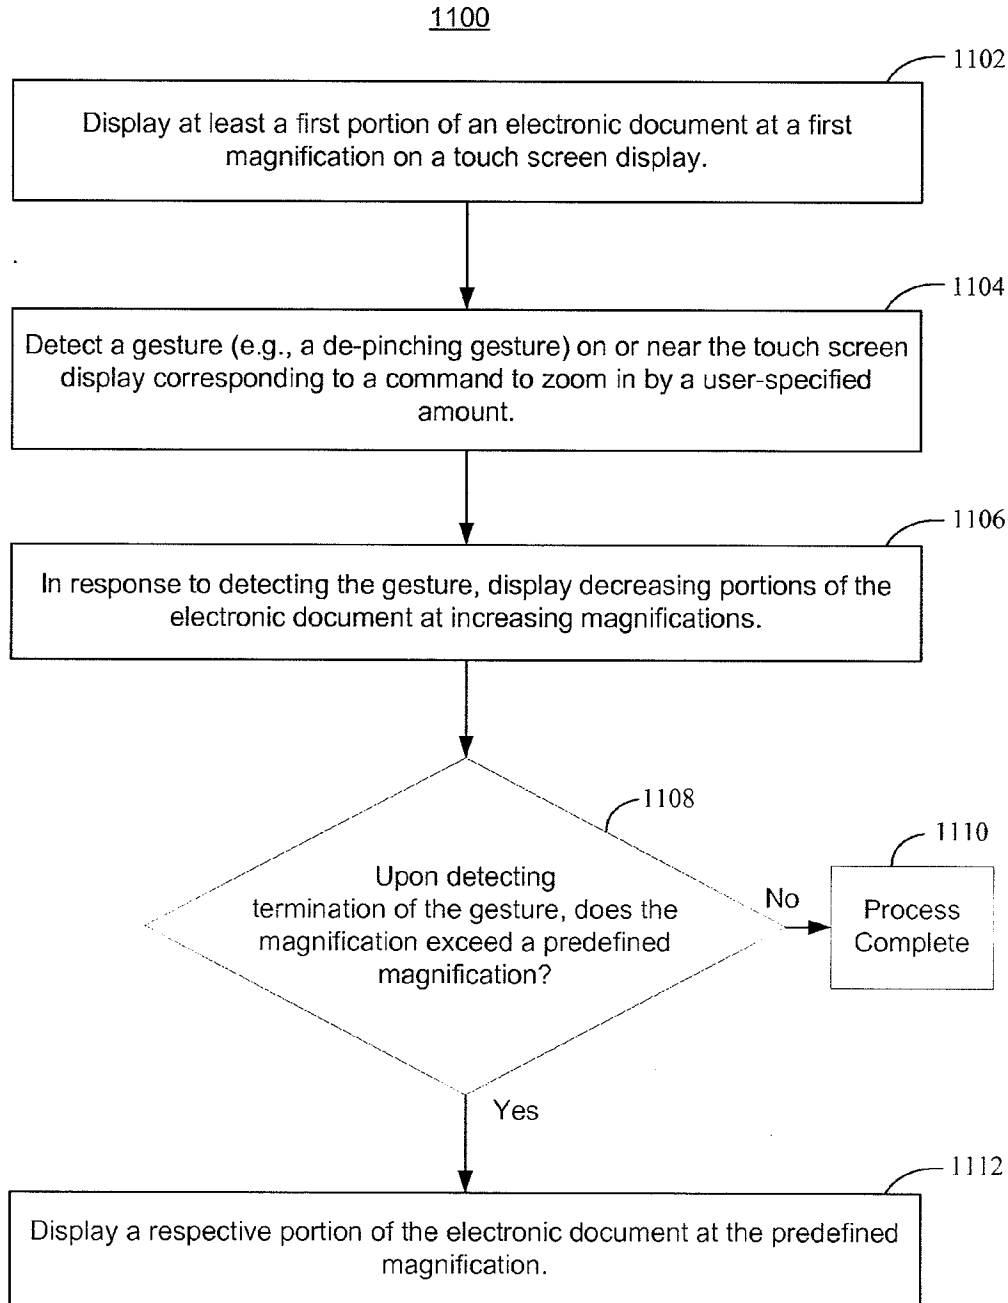 1100
1102
Display at least a first portion of an electronic document at a first
magnification on a touch screen display.
1104
Detect a gesture (e.g., a de-pinching gesture) on or near the touch screen
display corresponding to a command to zoom in by a user-specified
amount.
1106
In response to detecting the gesture, display decreasing portions of the
electronic document at increasing magnifications.
1108
Upon detecting
termination of the gesture, does the
magnification exceed a predefined
magnification?
No
1110
Process
Complete
Yes
1112
Display a respective portion of the electronic document at the predefined
magnification.